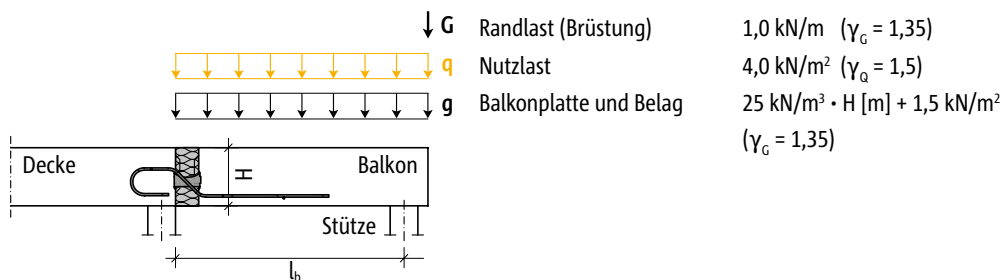 G Randlast (Brüstung) 1,0 kN/m (γG = 1,35)
q Nutzlast 4,0 kN/m² (γQ = 1,5)
g Balkonplatte und Belag 25 kN/m³ · H [m] + 1,5 kN/m²
(γG = 1,35)
Decke H Balkon
Stütze
lb